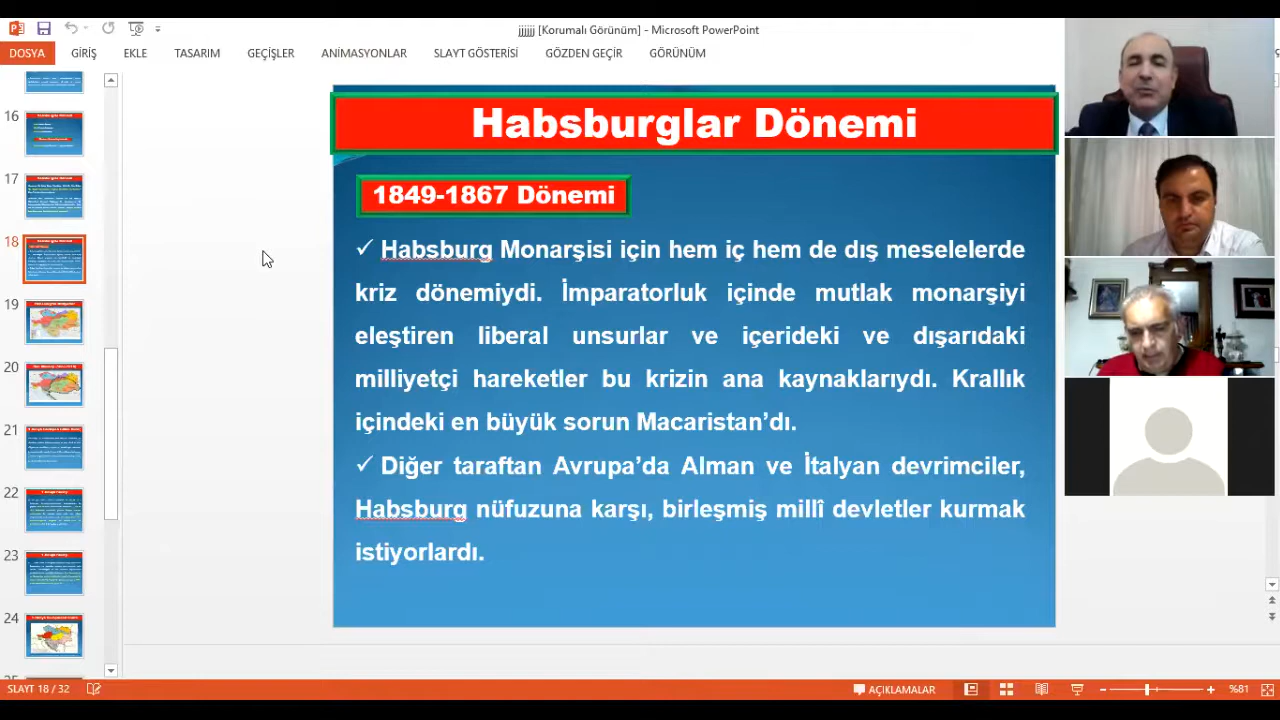 jjjjjj [Korumalı Görünüm] - Microsoft PowerPoint
DOSYA GİRİŞ EKLE TASARIM GEÇİŞLER ANİMASYONLAR SLAYT GÖSTERİSİ GÖZDEN GEÇİR GÖRÜNÜM
16
17
18
19
20
21
22
23
24
Habsburglar Dönemi
1849-1867 Dönemi
✓ Habsburg Monarşisi için hem iç hem de dış meselelerde
kriz dönemiydi. İmparatorluk içinde mutlak monarşiyi
eleştiren liberal unsurlar ve içerideki ve dışarıdaki
milliyetçi hareketler bu krizin ana kaynaklarıydı. Krallık
içindeki en büyük sorun Macaristan’dı.
✓ Diğer taraftan Avrupa’da Alman ve İtalyan devrimciler,
Habsburg nüfuzuna karşı, birleşmiş millî devletler kurmak
istiyorlardı.
SLAYT 18 / 32
AÇIKLAMALAR
%81